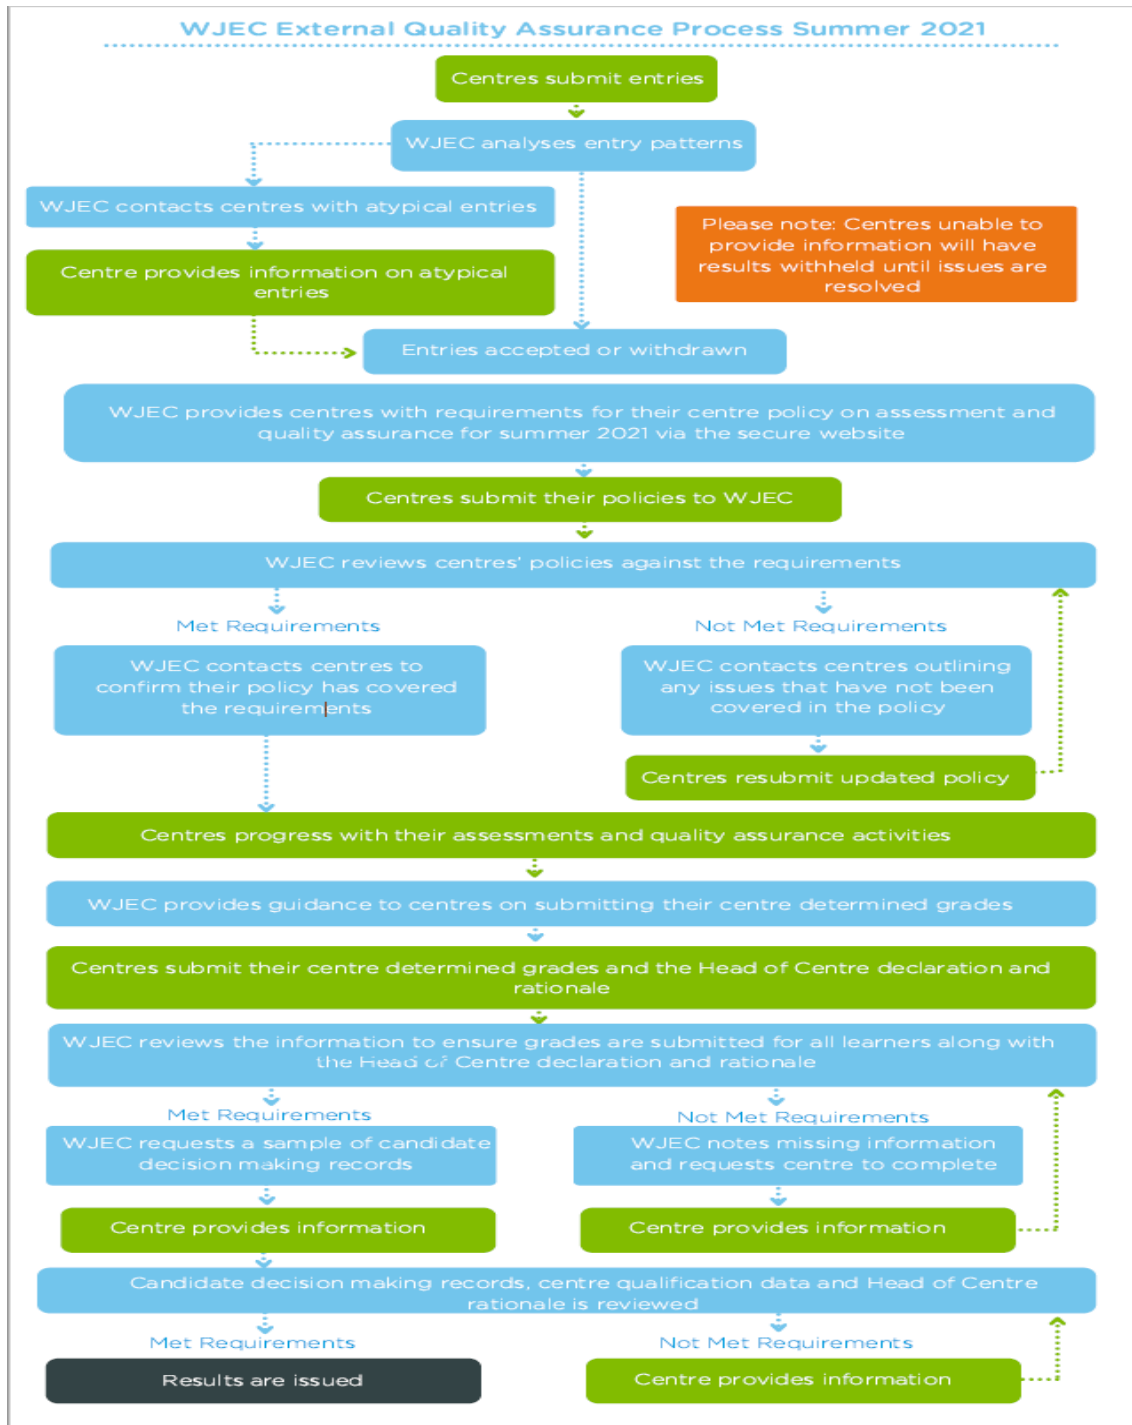 WJEC External Quality Assurance Process Summer 2021
Centres submit entries
WJEC analyses entry patterns
WJEC contacts centres with atypical entries
Please note: Centres unable to
provide information will have
results withheld until issues are
resolved
Centre provides information on atypical
entries
Entries accepted or withdrawn
WJEC provides centres with requirements for their centre policy on assessment and
quality assurance for summer 2021 via the secure website
Centres submit their policies to WJEC
WJEC reviews centres' policies against the requirements
Met Requirements
Not Met Requirements
WJEC contacts centres to
confirm their policy has covered
the requirements
WJEC contacts centres outlining
any issues that have not been
covered in the policy
Centres resubmit updated policy
Centres progress with their assessments and quality assurance activities
WJEC provides guidance to centres on submitting their centre determined grades
Centres submit their centre determined grades and the Head of Centre declaration and
rationale
WJEC reviews the information to ensure grades are submitted for all learners along with
the Head of Centre declaration and rationale
Met Requirements
Not Met Requirements
WJEC requests a sample of candidate
decision making records
WJEC notes missing information
and requests centre to complete
Centre provides information
Centre provides information
Candidate decision making records, centre qualification data and Head of Centre
rationale is reviewed
Met Requirements
Not Met Requirements
Results are issued
Centre provides information